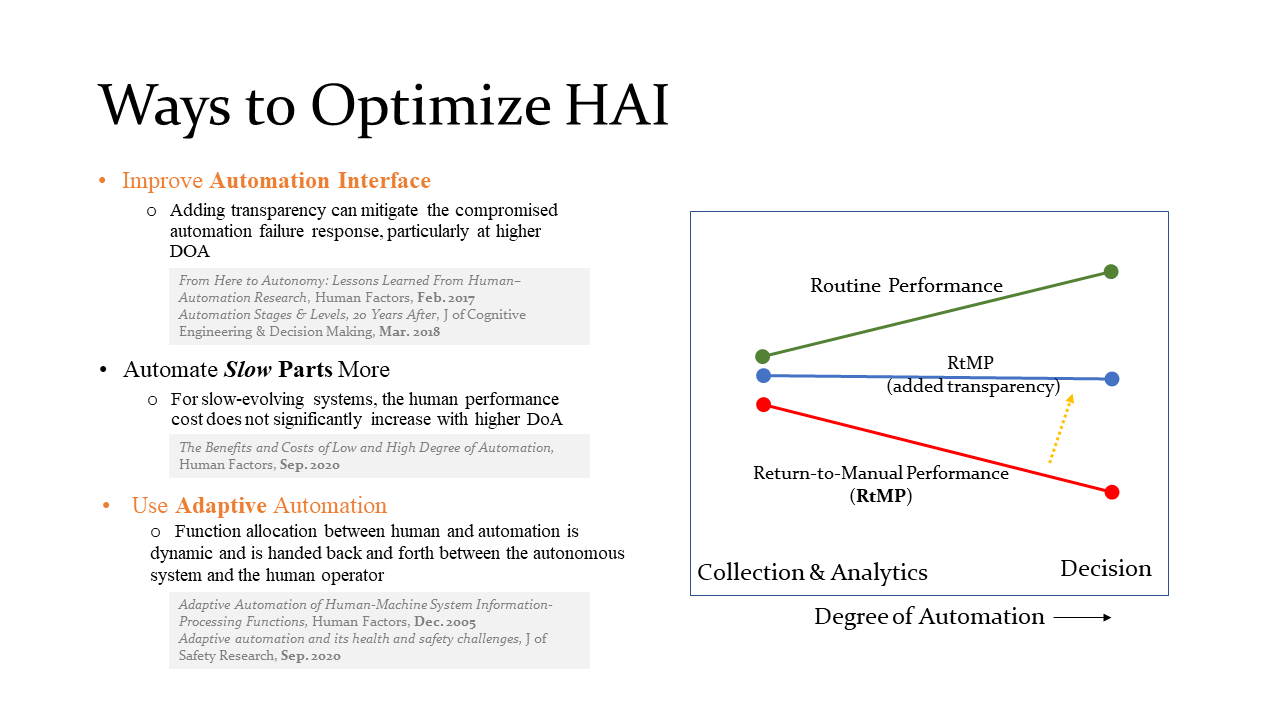 Ways to Optimize HAI
• Improve Automation Interface
o Adding transparency can mitigate the compromised
automation failure response, particularly at higher
DOA
From Here to Autonomy: Lessons Learned From Human–
Automation Research, Human Factors, Feb. 2017
Automation Stages & Levels, 20 Years After, J of Cognitive
Engineering & Decision Making, Mar. 2018
• Automate Slow Parts More
o For slow-evolving systems, the human performance
cost does not significantly increase with higher DoA
The Benefits and Costs of Low and High Degree of Automation,
Human Factors, Sep. 2020
• Use Adaptive Automation
o Function allocation between human and automation is
dynamic and is handed back and forth between the autonomous
system and the human operator
Adaptive Automation of Human-Machine System Information-
Processing Functions, Human Factors, Dec. 2005
Adaptive automation and its health and safety challenges, J of
Safety Research, Sep. 2020
Routine Performance
RtMP
(added transparency)
Return-to-Manual Performance
(RtMP)
Collection & Analytics
Decision
Degree of Automation